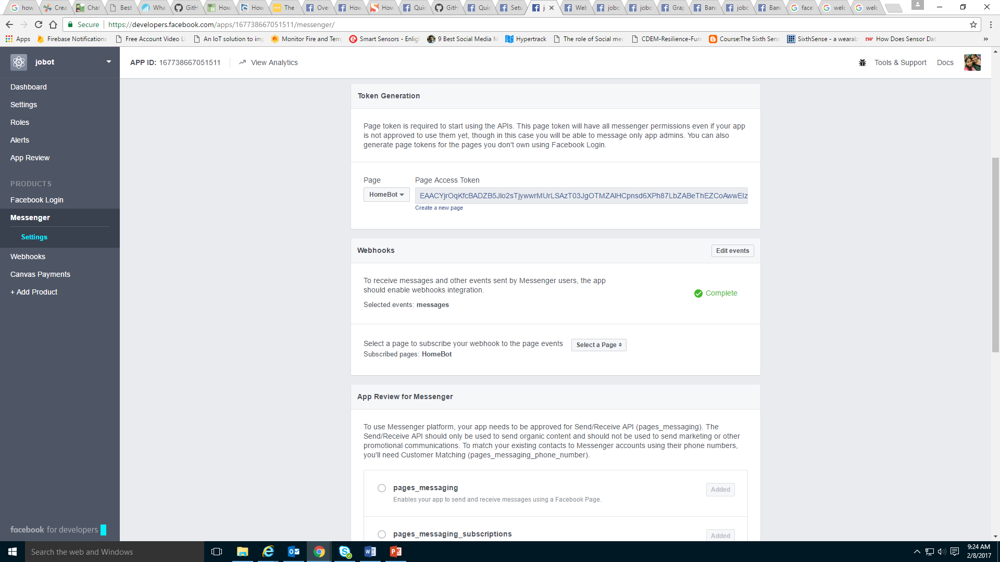 how
Crea
Chat
Best
Wha
GitH
How
How
The
Ove
How
How
Quic
GitH
Quic
Setu
j
Web
jobo
jobo
Grap
Banu
jobo
Banu
face
welc
welc
Secure https://developers.facebook.com/apps/167738667051511/messenger/
Apps Firebase Notifications Free Account Video Li An IoT solution to imp Monitor Fire and Tem Smart Sensors - Enlig 9 Best Social Media M Hypertrack The role of Social med CDEM-Resilience-Fun Course:The Sixth Sens SixthSense - a wearab rw How Does Sensor Dat »
jobot
APP ID: 167738667051511 View Analytics
Tools & Support Docs
Dashboard
Settings
Roles
Alerts
App Review
PRODUCTS
Facebook Login
Messenger
Settings
Webhooks
Canvas Payments
+ Add Product
facebook for developers
Token Generation
Page token is required to start using the APIs. This page token will have all messenger permissions even if your app
is not approved to use them yet, though in this case you will be able to message only app admins. You can also
generate page tokens for the pages you don't own using Facebook Login.
Page Page Access Token
HomeBot EAACYjrOqKfcBADZB5Jlo2sTjywwrMUrLSAzT03JgOTMZAlHCpnsd6XPh87LbZABeThEZCoAwwEIz
Create a new page
Webhooks Edit events
To receive messages and other events sent by Messenger users, the app
should enable webhooks integration.
Complete
Selected events: messages
Select a page to subscribe your webhook to the page events Select a Page
Subscribed pages: HomeBot
App Review for Messenger
To use Messenger platform, your app needs to be approved for Send/Receive API (pages_messaging). The
Send/Receive API should only be used to send organic content and should not be used to send marketing or other
promotional communications. To match your existing contacts to Messenger accounts using their phone numbers,
you'll need Customer Matching (pages_messaging_phone_number).
pages_messaging Added
Enables your app to send and receive messages using a Facebook Page.
pages_messaging_subscriptions Added
Search the web and Windows
9:24 AM
2/8/2017